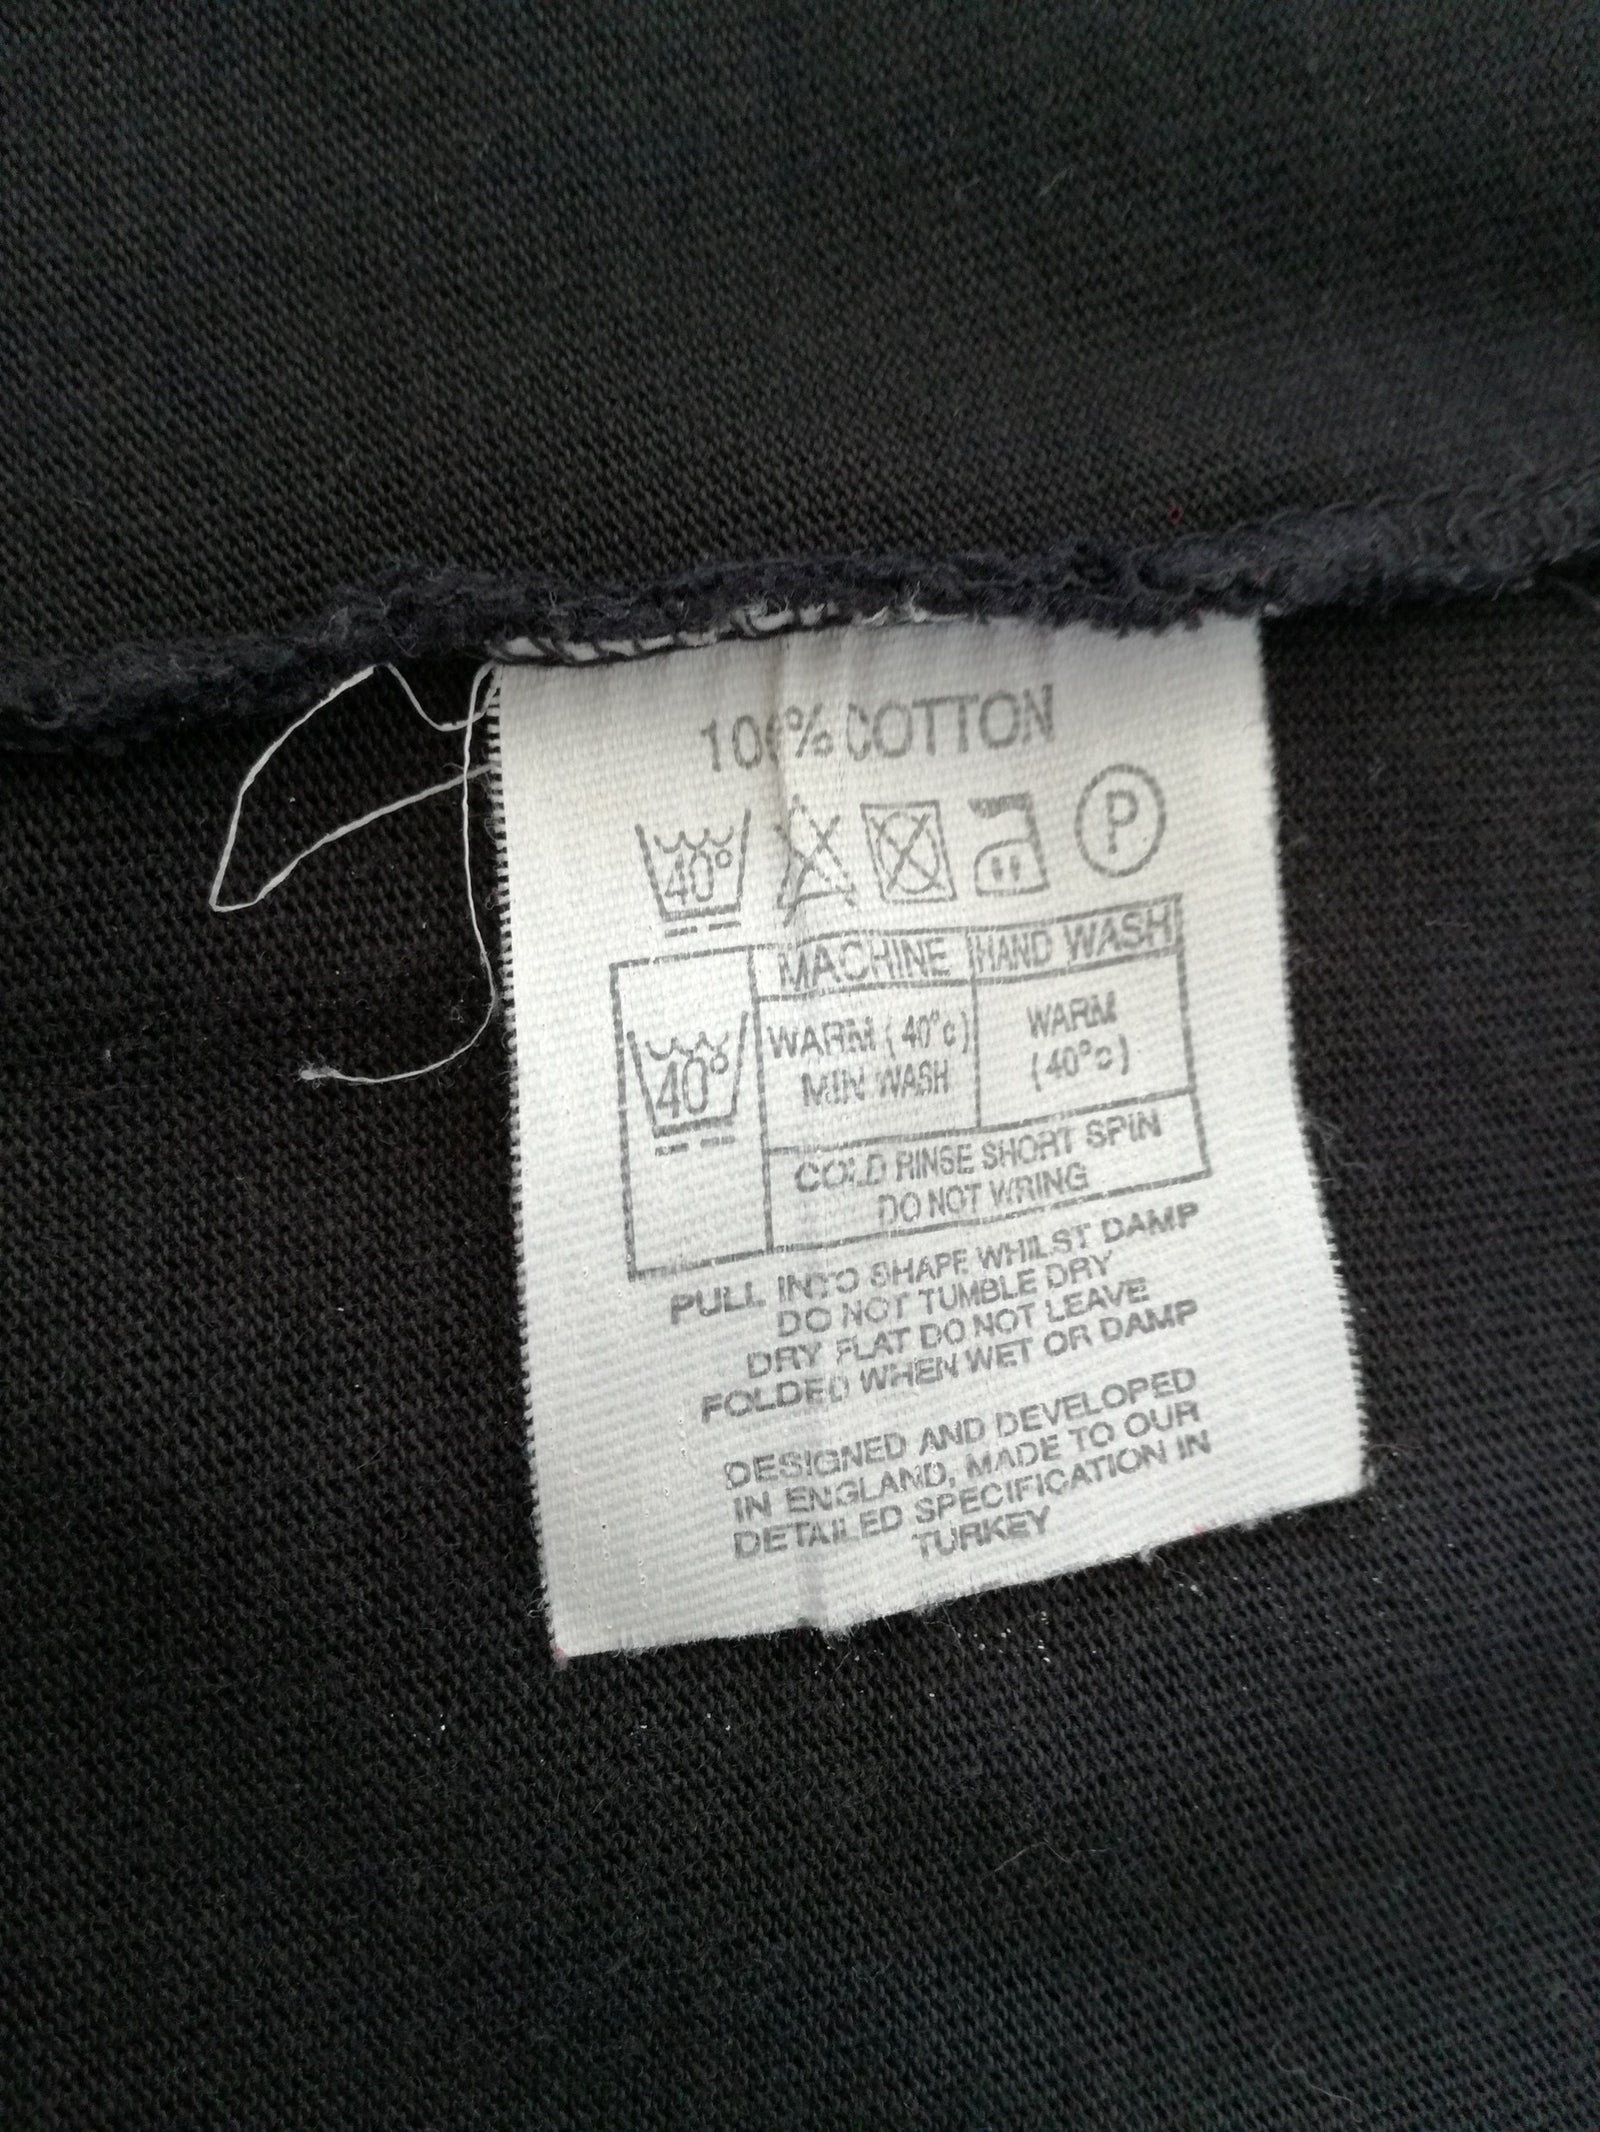 100% COTTON
40°
P
MACHINE HAND WASH
40°
WARM (40°c) WARM
MIN WASH (40°c)
COLD RINSE SHORT SPIN
DO NOT WRING
PULL INTO SHAPE WHILST DAMP
DO NOT TUMBLE DRY
DRY FLAT DO NOT LEAVE
FOLDED WHEN WET OR DAMP
DESIGNED AND DEVELOPED
IN ENGLAND, MADE TO OUR
DETAILED SPECIFICATION IN
TURKEY